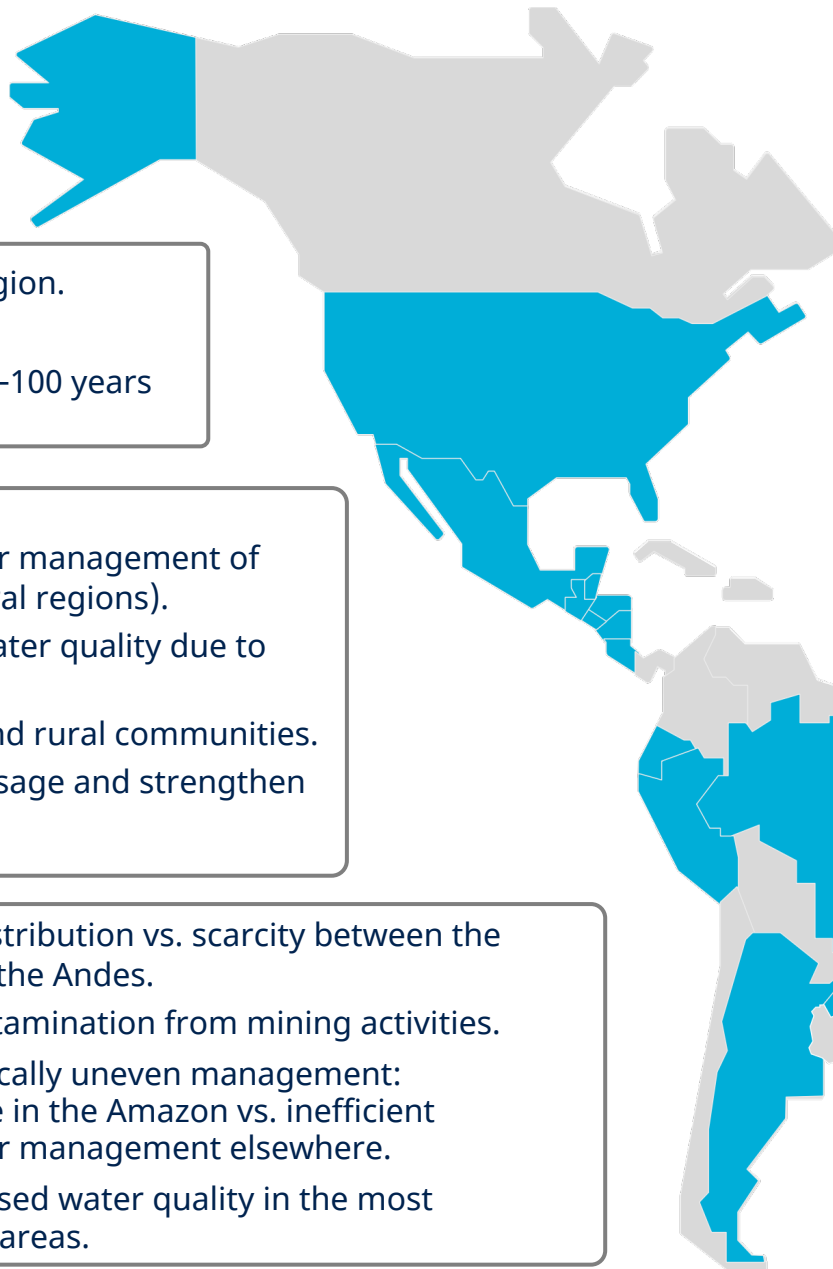 gion.
–100 years
r management of
al regions).
ater quality due to
nd rural communities.
sage and strengthen
stribution vs. scarcity between the
the Andes.
tamination from mining activities.
cally uneven management:
e in the Amazon vs. inefficient
r management elsewhere.
sed water quality in the most
areas.